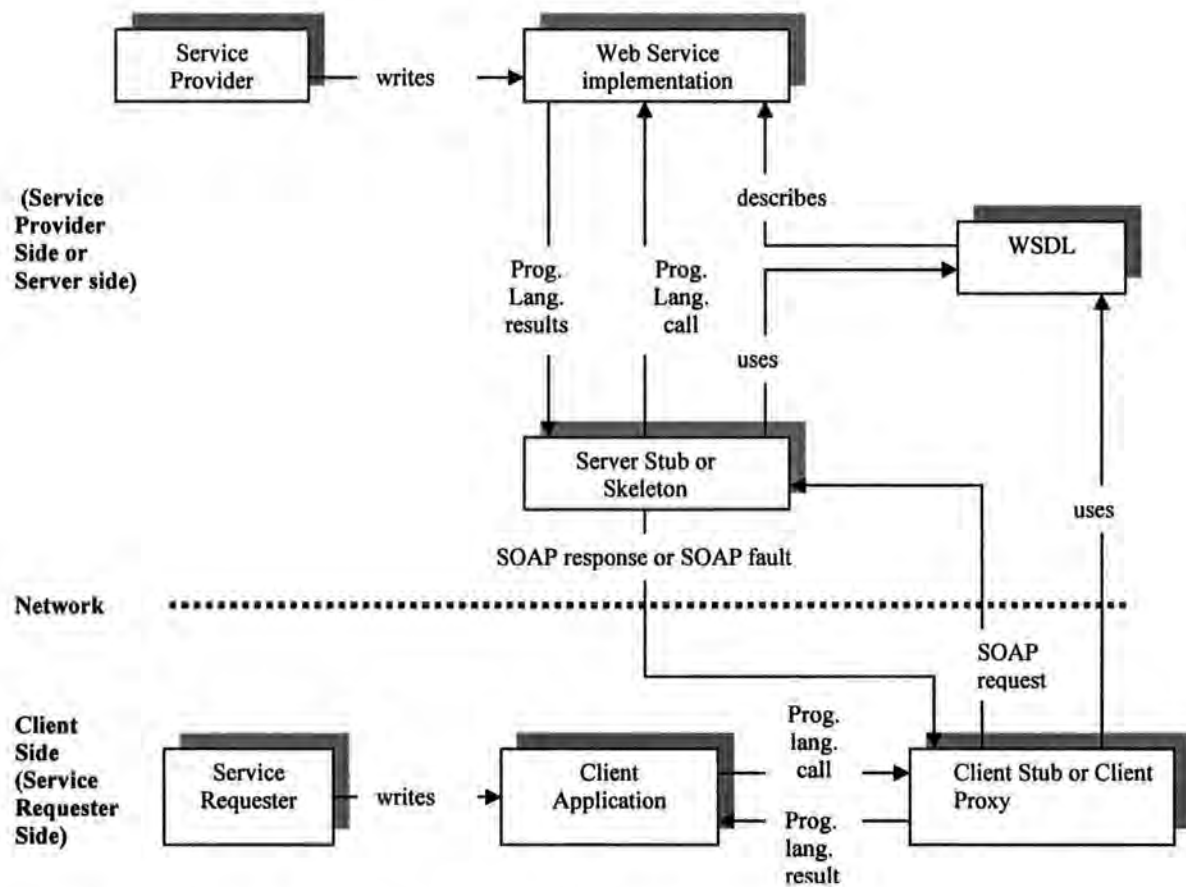 Service
Provider
writes
Web Service
implementation
(Service
Provider
Side or
Server side)
describes
WSDL
Prog.
Lang.
results
Prog.
Lang.
call
uses
Server Stub or
Skeleton
uses
SOAP response or SOAP fault
Network
SOAP
request
Client
Side
(Service
Requester
Side)
Service
Requester
writes
Client
Application
Prog.
lang.
call
Prog.
lang.
result
Client Stub or Client
Proxy